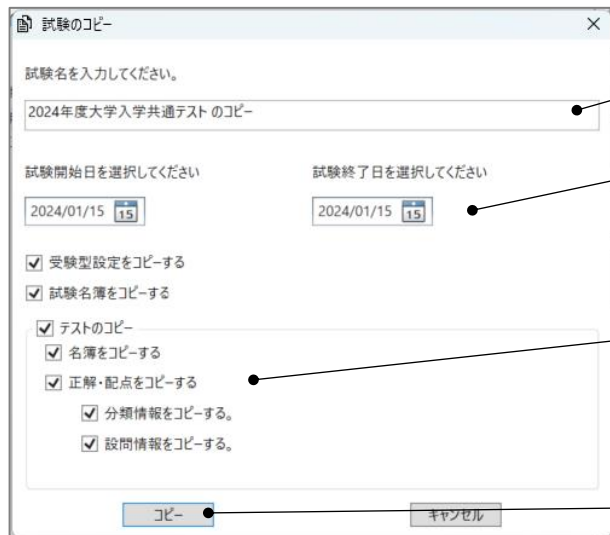 試験のコピー
試験名を入力してください。
2024年度大学入学共通テスト のコピー
試験開始日を選択してください 試験終了日を選択してください
2024/01/15 15 2024/01/15 15
受験型設定をコピーする
試験名簿をコピーする
テストのコピー
名簿をコピーする
正解・配点をコピーする
分類情報をコピーする。
設問情報をコピーする。
コピー キャンセル